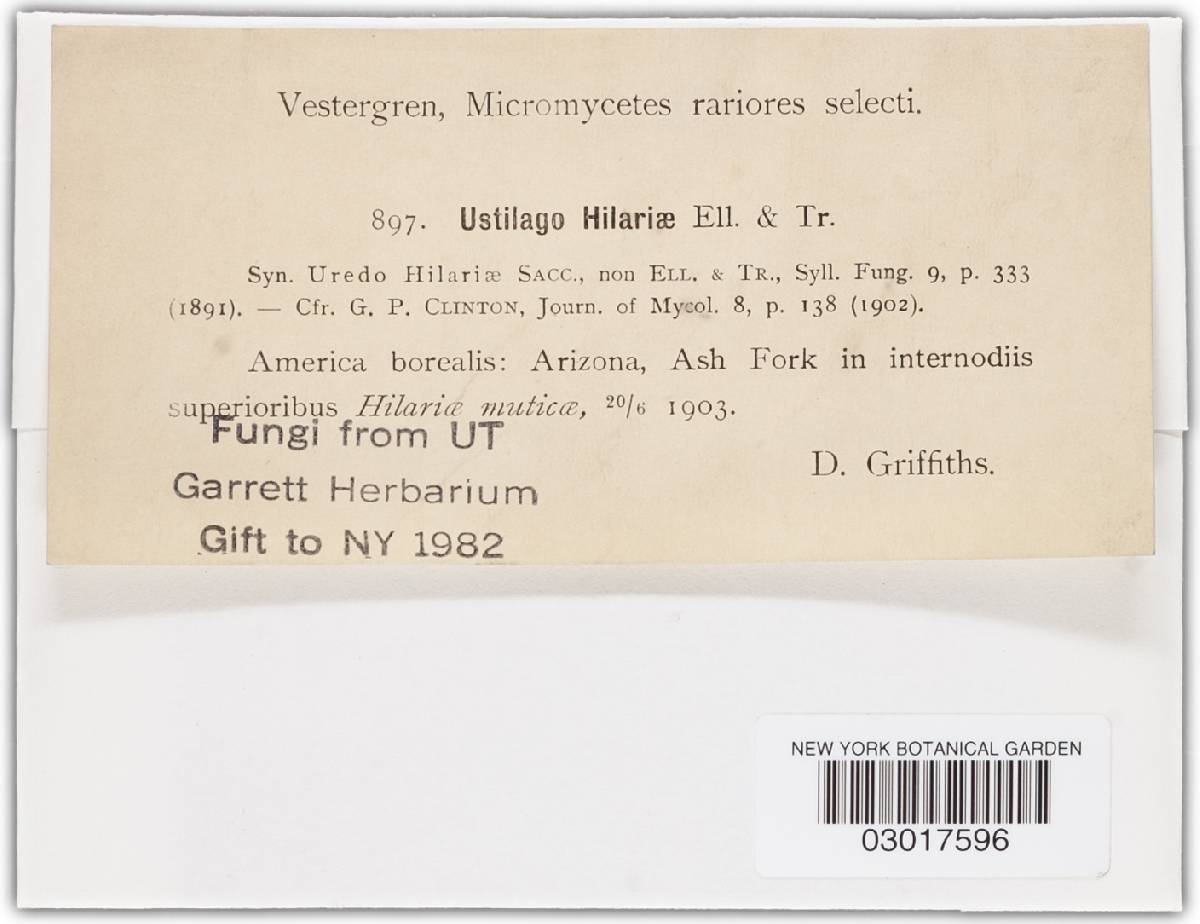 Vestergren, Micromycetes rariores selecti.
897. Ustilago Hilariæ Ell. & Tr.
Syn. Uredo Hilariæ SACC., non ELL. & TR., Syll. Fung. 9, p. 333
(1891). — Cfr. G. P. CLINTON, Journ. of Mycol. 8, p. 138 (1902).
America borealis: Arizona, Ash Fork in internodiis
superioribus Hilariæ muticæ, 20/6 1903.
D. Griffiths.
Fungi from UT
Garrett Herbarium
Gift to NY 1982
NEW YORK BOTANICAL GARDEN
03017596